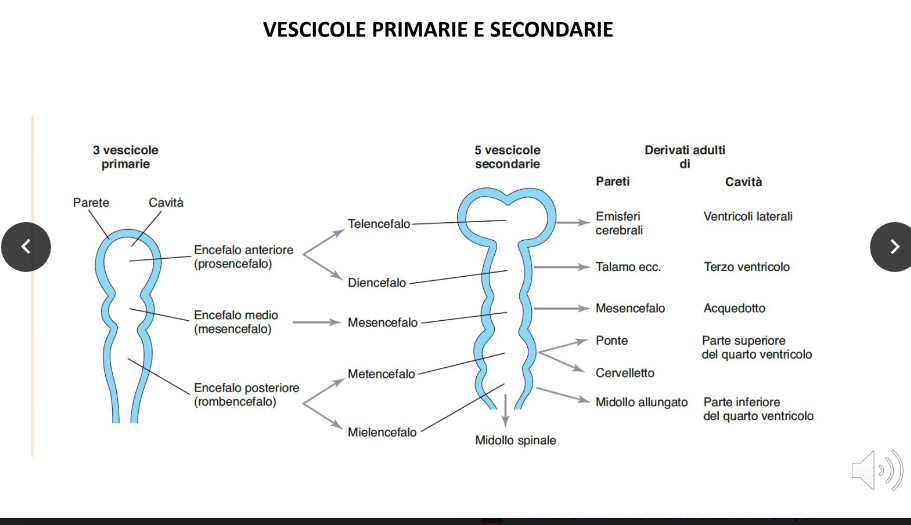 VESCICOLE PRIMARIE E SECONDARIE
3 vescicole
primarie
Parete
Cavità
Encefalo anteriore
(prosencefalo)
Encefalo medio
(mesencefalo)
Encefalo posteriore
(rombencefalo)
Telencefalo
Diencefalo
Mesencefalo
Metencefalo
Mielencefalo
5 vescicole
secondarie
Midollo spinale
Derivati adulti
di
Pareti
Cavità
Emisferi
cerebrali
Ventricoli laterali
Talamo ecc.
Terzo ventricolo
Mesencefalo
Acquedotto
Ponte
Cervelletto
Parte superiore
del quarto ventricolo
Midollo allungato
Parte inferiore
del quarto ventricolo